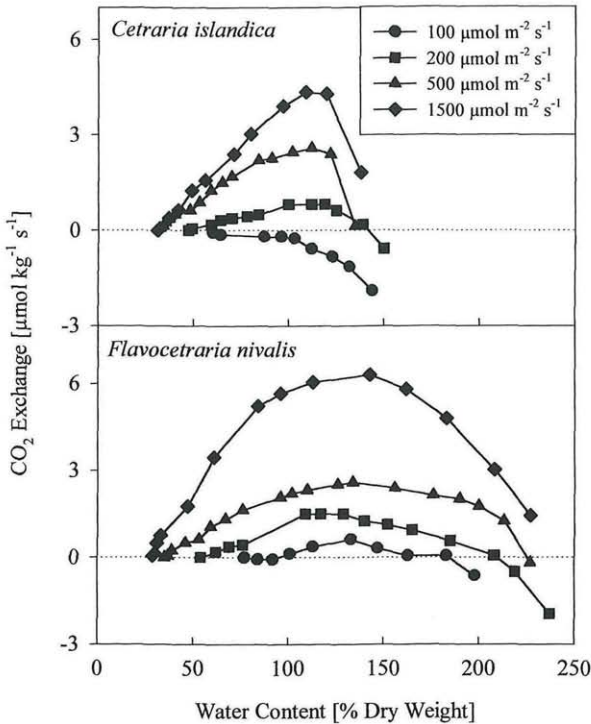 Cetraria islandica
100 μmol m⁻² s⁻¹
200 μmol m⁻² s⁻¹
500 μmol m⁻² s⁻¹
1500 μmol m⁻² s⁻¹
6
3
0
-3
Flavocetraria nivalis
6
3
0
-3
CO₂ Exchange [μmol kg⁻¹ s⁻¹]
0 50 100 150 200 250
Water Content [% Dry Weight]